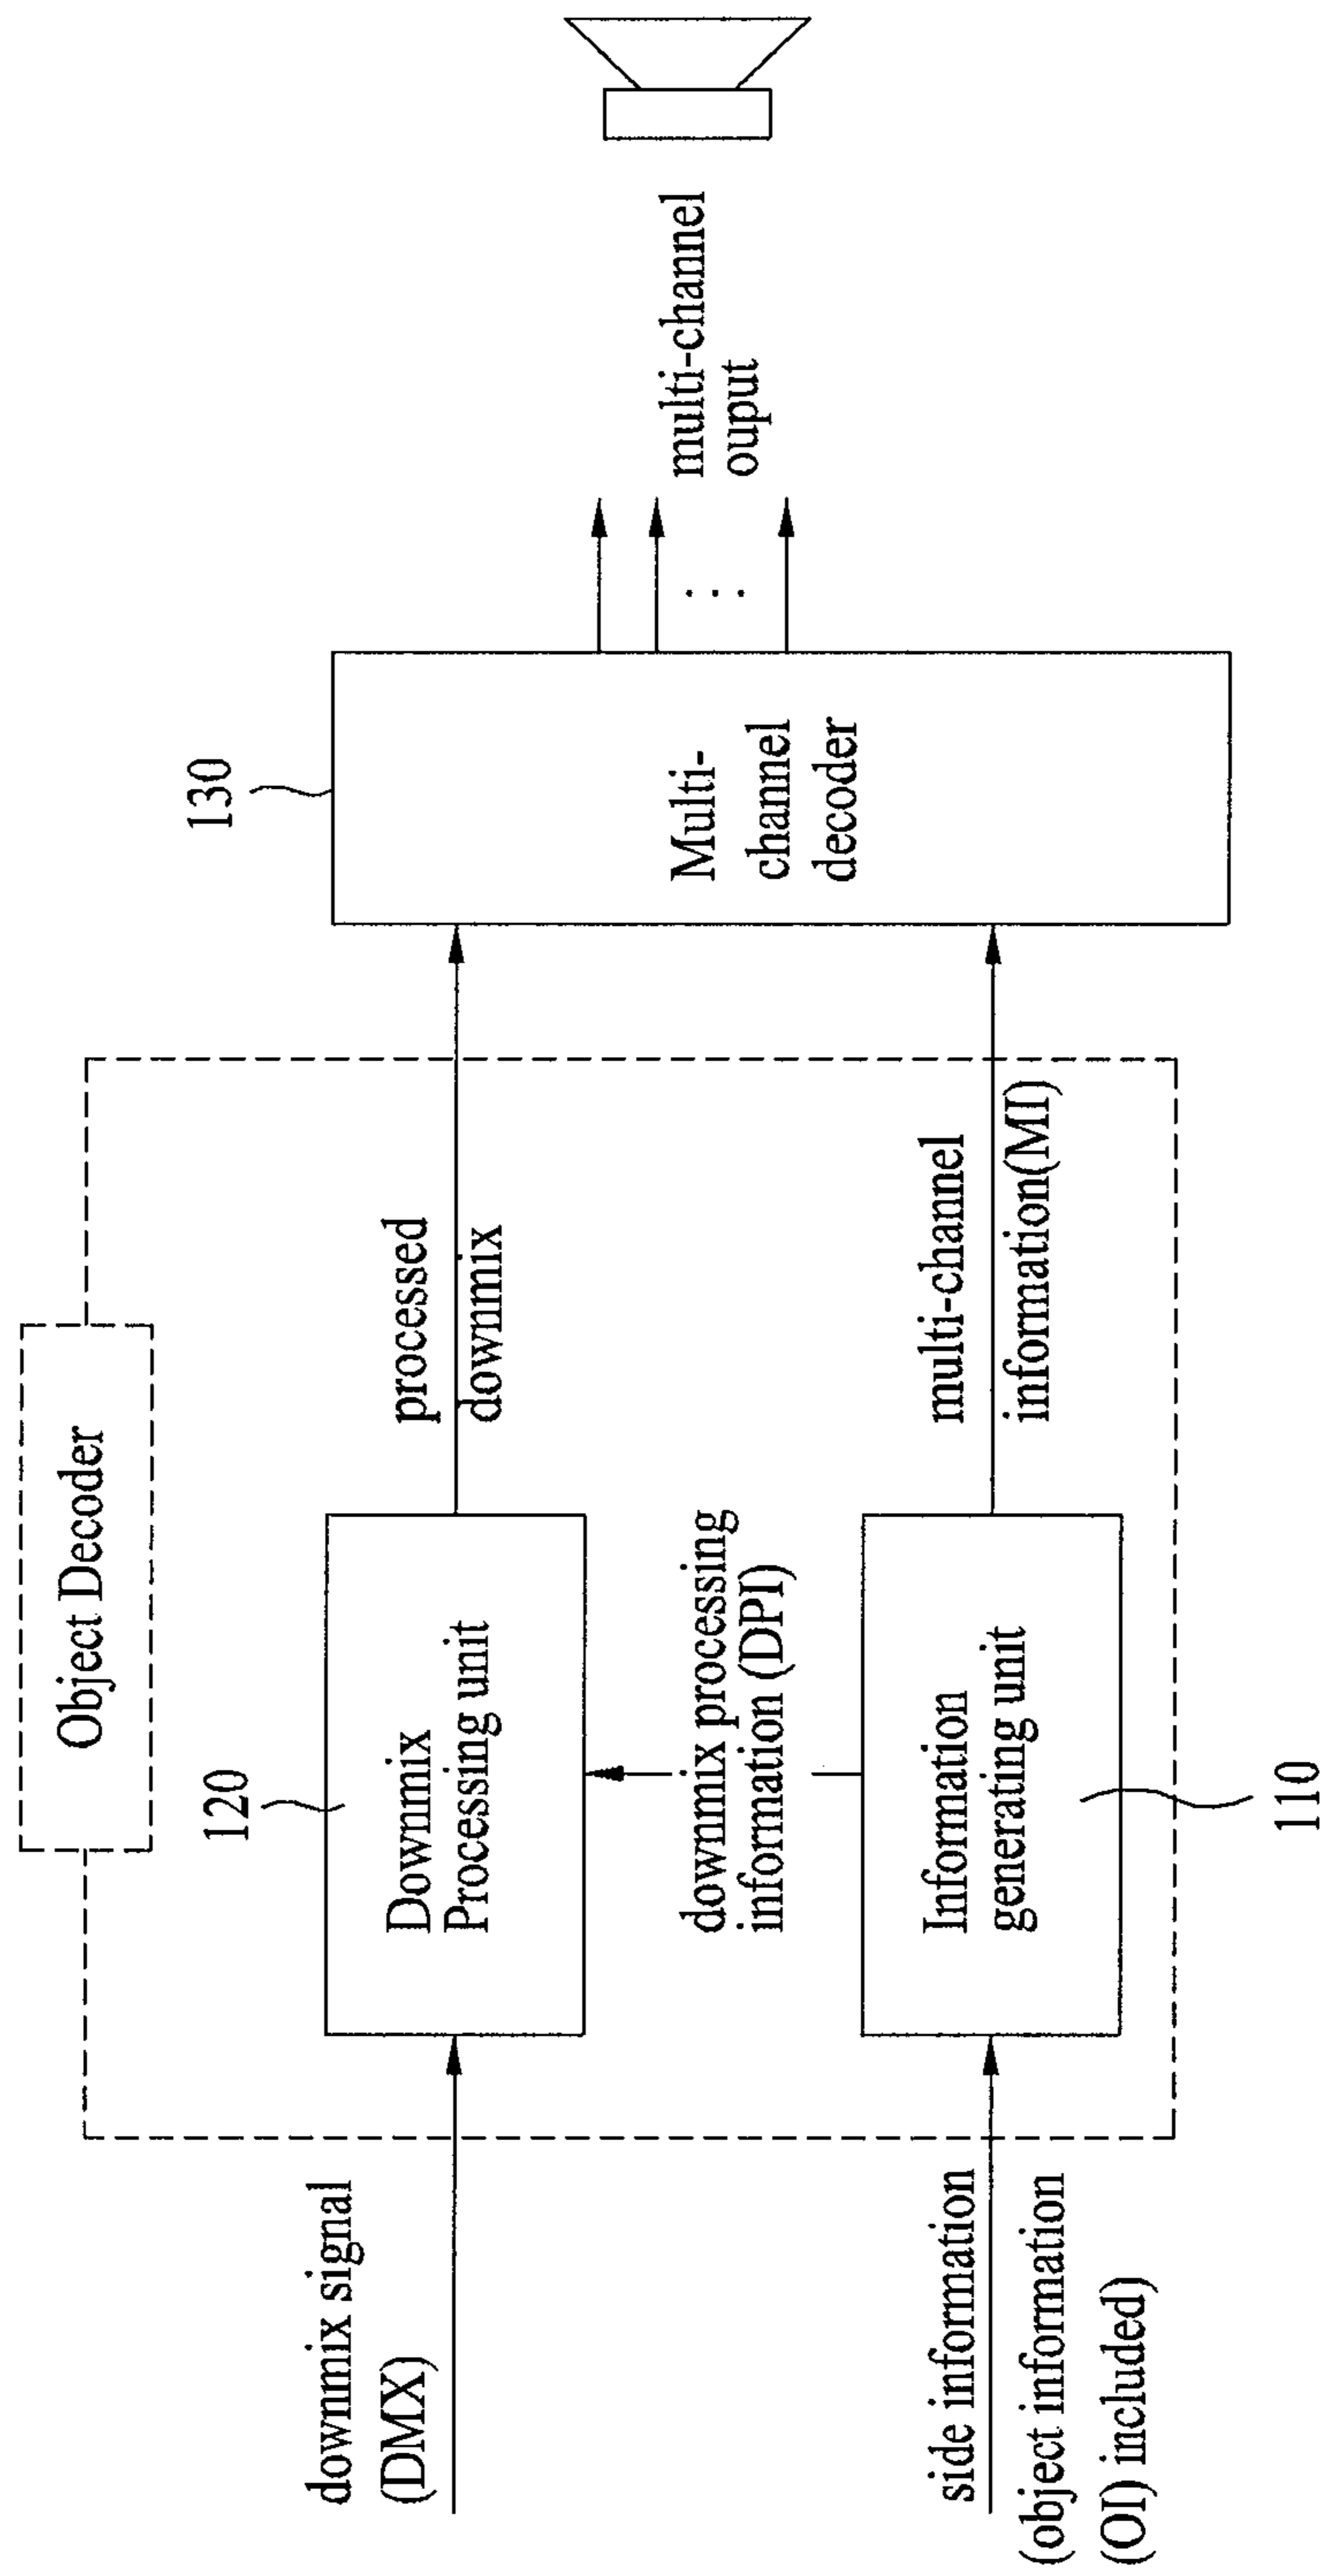 Object Decoder
downmix signal
(DMX)
120
Downmix
Processing unit
processed
downmix
130
Multi-
channel
decoder
multi-channel
ouput
downmix processing
information (DPI)
side information
(object information
(OI) included)
Information
generating unit
110
multi-channel
information(MI)